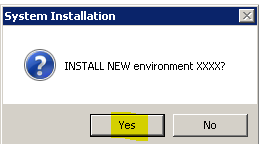 System Installation
INSTALL NEW environment XXXX?
Yes No